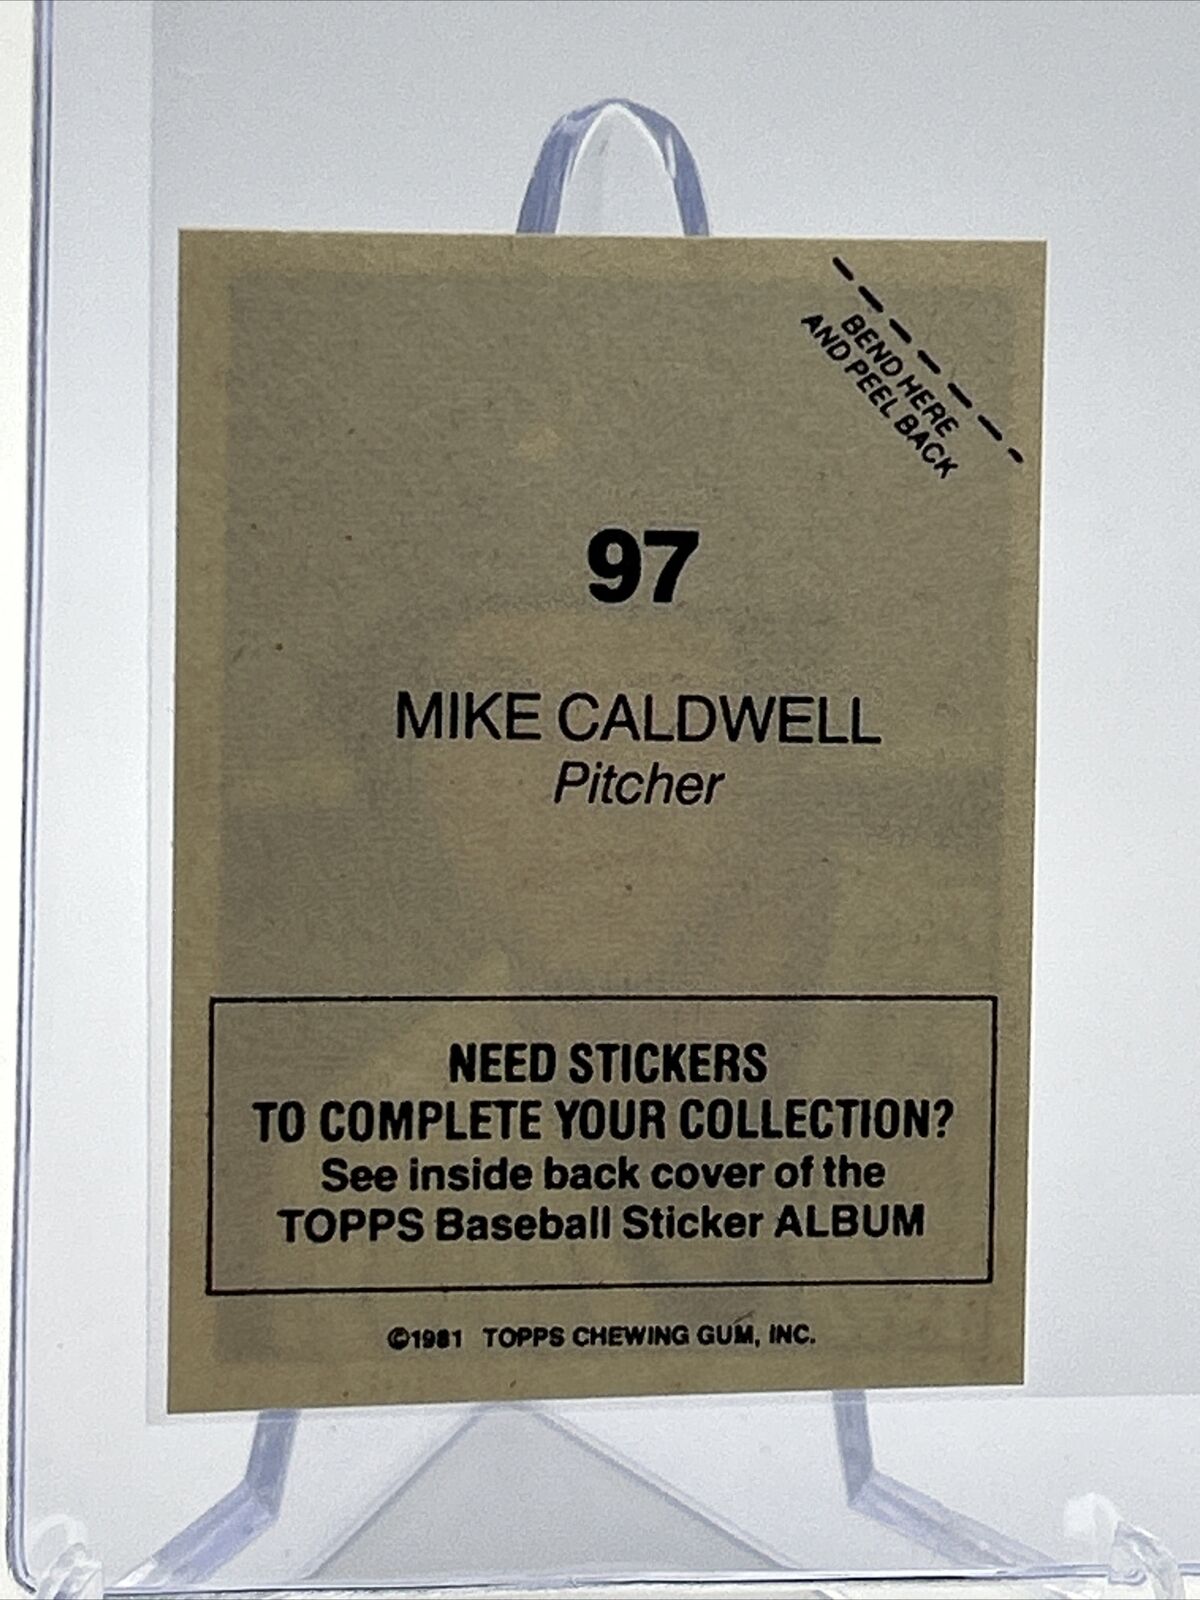 BEND HERE
AND PEEL BACK
97
MIKE CALDWELL
Pitcher
NEED STICKERS
TO COMPLETE YOUR COLLECTION?
See inside back cover of the
TOPPS Baseball Sticker ALBUM
©1981 TOPPS CHEWING GUM, INC.